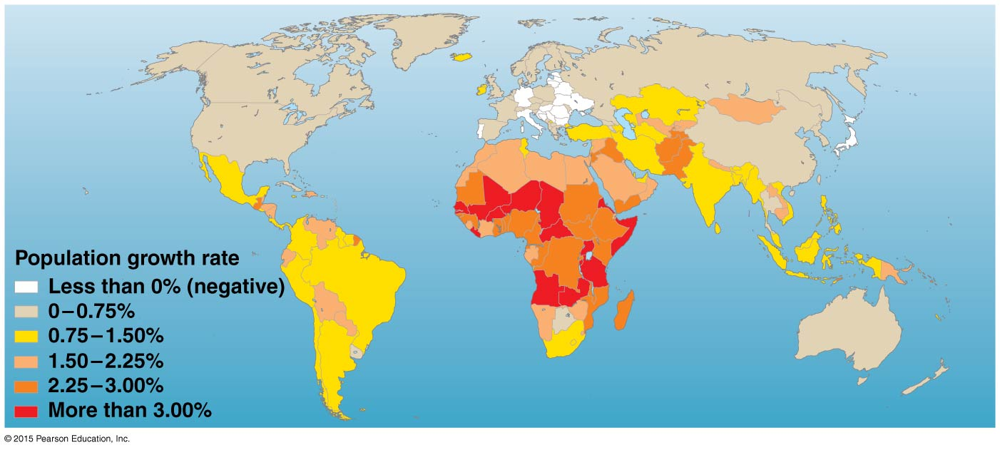 Population growth rate
Less than 0% (negative)
0–0.75%
0.75–1.50%
1.50–2.25%
2.25–3.00%
More than 3.00%
© 2015 Pearson Education, Inc.